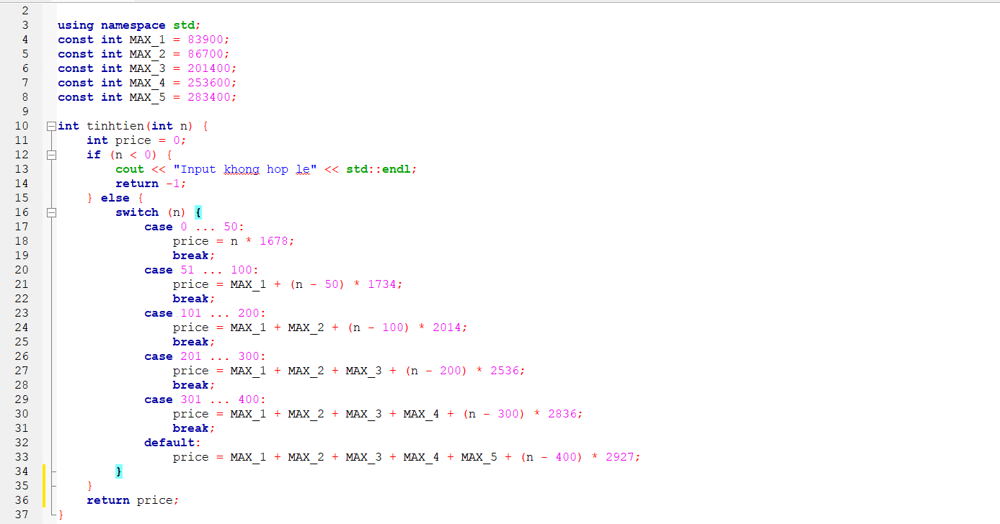 2
3 using namespace std;
4 const int MAX_1 = 83900;
5 const int MAX_2 = 86700;
6 const int MAX_3 = 201400;
7 const int MAX_4 = 253600;
8 const int MAX_5 = 283400;
9
10 int tinhtien(int n) {
11 int price = 0;
12 if (n < 0) {
13 cout << "Input khong hop le" << std::endl;
14 return -1;
15 } else {
16 switch (n) {
17 case 0 ... 50:
18 price = n * 1678;
19 break;
20 case 51 ... 100:
21 price = MAX_1 + (n - 50) * 1734;
22 break;
23 case 101 ... 200:
24 price = MAX_1 + MAX_2 + (n - 100) * 2014;
25 break;
26 case 201 ... 300:
27 price = MAX_1 + MAX_2 + MAX_3 + (n - 200) * 2536;
28 break;
29 case 301 ... 400:
30 price = MAX_1 + MAX_2 + MAX_3 + MAX_4 + (n - 300) * 2836;
31 break;
32 default:
33 price = MAX_1 + MAX_2 + MAX_3 + MAX_4 + MAX_5 + (n - 400) * 2927;
34 }
35 }
36 return price;
37 }